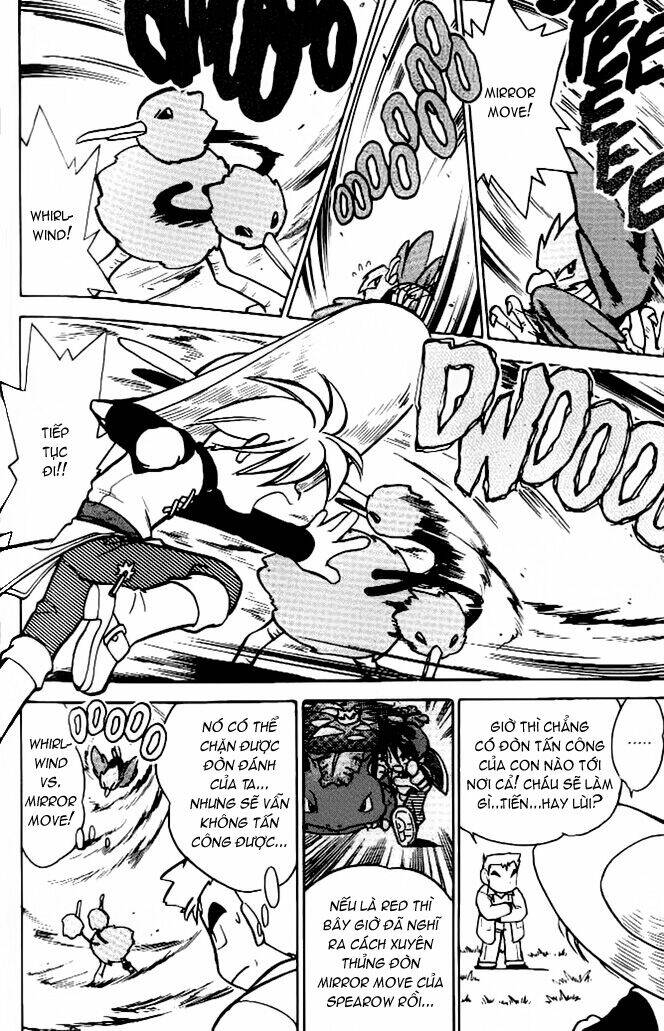 MIRROR
MOVE!
OOOOOOO
DWOOOO
WHIRL-
WIND!
DWOOOO
TIẾP
TỤC
ĐI!!
......
GIỜ THÌ CHẲNG
CÓ ĐÒN TẤN CÔNG
CỦA CON NÀO TỚI
NƠI CẢ! CHÁU SẼ LÀM
GÌ...TIẾN...HAY LÙI?
NẾU LÀ RED THÌ
BÂY GIỜ ĐÃ NGHĨ
RA CÁCH XUYÊN
THỦNG ĐÒN
MIRROR MOVE CỦA
SPEAROW RỒI...
NÓ CÓ THỂ
CHẶN ĐƯỢC
ĐÒN ĐÁNH
CỦA TA...
NHƯNG SẼ VẪN
KHÔNG TẤN
CÔNG ĐƯỢC...
OOOOOO
WHIRL-
WIND
VS.
MIRROR
MOVE!